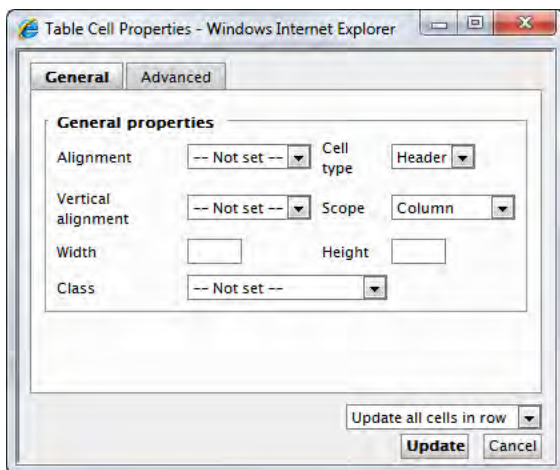 Table Cell Properties - Windows Internet Explorer
General Advanced
General properties
Alignment -- Not set -- Cell type Header
Vertical alignment -- Not set -- Scope Column
Width Height
Class -- Not set --
Update all cells in row
Update Cancel